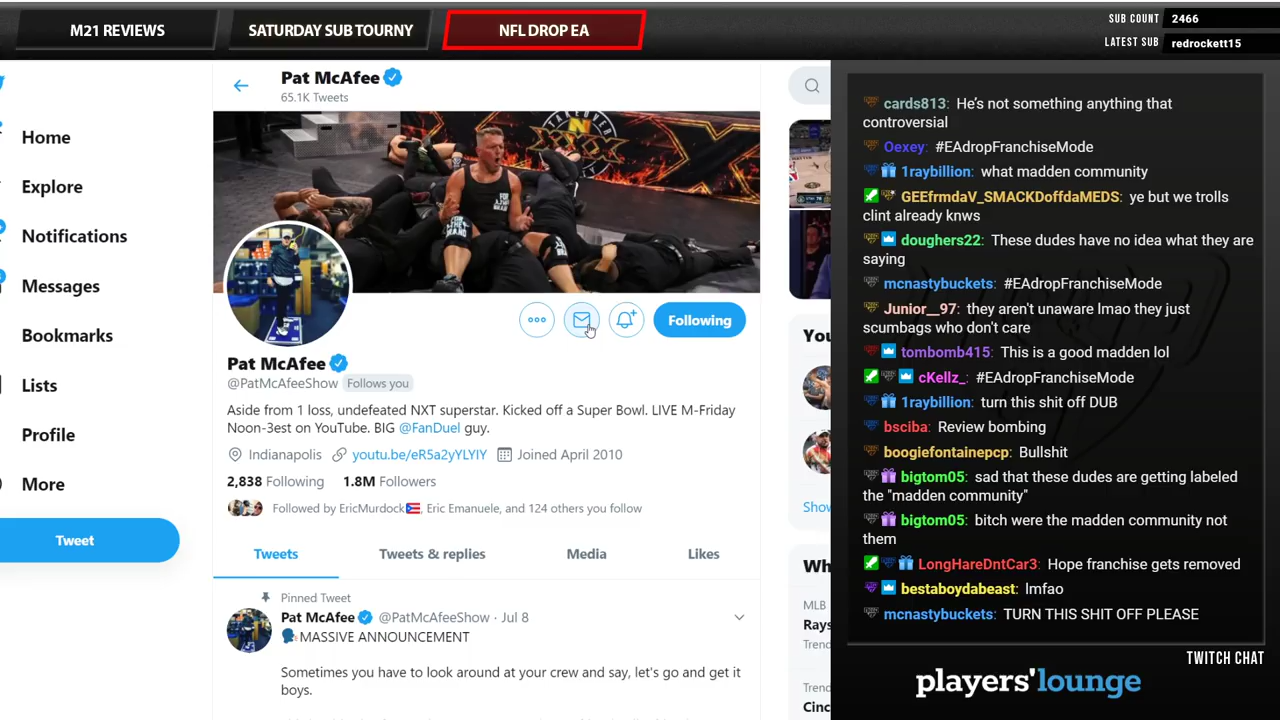 M21 REVIEWS
SATURDAY SUB TOURNY
NFL DROP EA
SUB COUNT 2466
LATEST SUB redrockett15
Pat McAfee
65.1K Tweets
TAKEOVER
Home
Explore
Notifications
Messages
Bookmarks
Lists
Profile
More
Tweet
Following
Pat McAfee
@PatMcAfeeShow Follows you
Aside from 1 loss, undefeated NXT superstar. Kicked off a Super Bowl. LIVE M-Friday
Noon-3est on YouTube. BIG @FanDuel guy.
Indianapolis youtu.be/eR5a2yYLYIY Joined April 2010
2,838 Following 1.8M Followers
Followed by EricMurdock🇵🇷, Eric Emanuele, and 124 others you follow
Tweets Tweets & replies Media Likes
Pinned Tweet
Pat McAfee @PatMcAfeeShow · Jul 8
🗣MASSIVE ANNOUNCEMENT
Sometimes you have to look around at your crew and say, let's go and get it
boys.
You
Show
Wh
MLB
Rays
Trend
Trend
Cinc
cards813: He's not something anything that
controversial
Oexey: #EAdropFranchiseMode
1raybillion: what madden community
GEEfrmdaV_SMACKDoffdaMEDS: ye but we trolls
clint already knws
doughers22: These dudes have no idea what they are
saying
mcnastybuckets: #EAdropFranchiseMode
Junior__97: they aren't unaware lmao they just
scumbags who don't care
tombomb415: This is a good madden lol
cKellz_: #EAdropFranchiseMode
1raybillion: turn this shit off DUB
bsciba: Review bombing
boogiefontainepcp: Bullshit
bigtom05: sad that these dudes are getting labeled
the "madden community"
bigtom05: bitch were the madden community not
them
LongHareDntCar3: Hope franchise gets removed
bestaboydabeast: lmfao
mcnastybuckets: TURN THIS SHIT OFF PLEASE
TWITCH CHAT
players'lounge